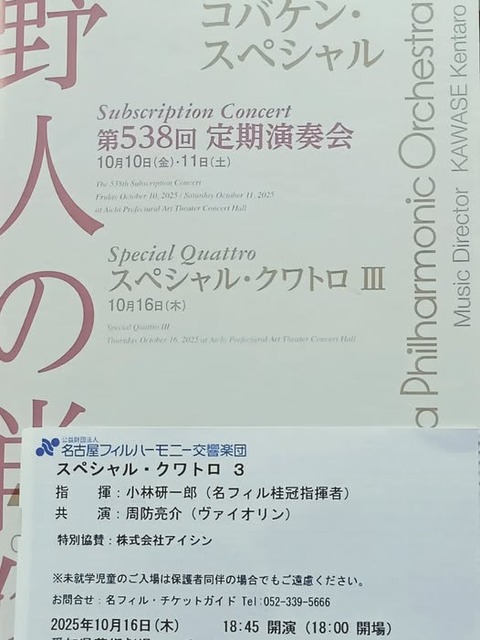 野人の
コバケン・
スペシャル
Subscription Concert
第538回 定期演奏会
10月10日(金)・11日(土)
The 538th Subscription Concert
Friday October 10, 2025 / Saturday October 11, 2025
at Aichi Prefectural Art Theater Concert Hall
Special Quattro
スペシャル・クワトロ III
10月16日(木)
Special Quattro III
Thursday October 16, 2025 at Aichi Prefectural Art Theater Concert Hall
a Philharmonic Orchestra
Music Director KAWASE Kentaro
公益財団法人
名古屋フィルハーモニー交響楽団
スペシャル・クワトロ 3
指 揮：小林研一郎（名フィル桂冠指揮者）
共 演：周防亮介（ヴァイオリン）
特別協賛：株式会社アイシン
※未就学児童のご入場は保護者同伴の場合でもご遠慮ください。
お問合せ：名フィル・チケットガイド Tel:052-339-5666
2025年10月16日(木) 18:45 開演（18:00 開場）